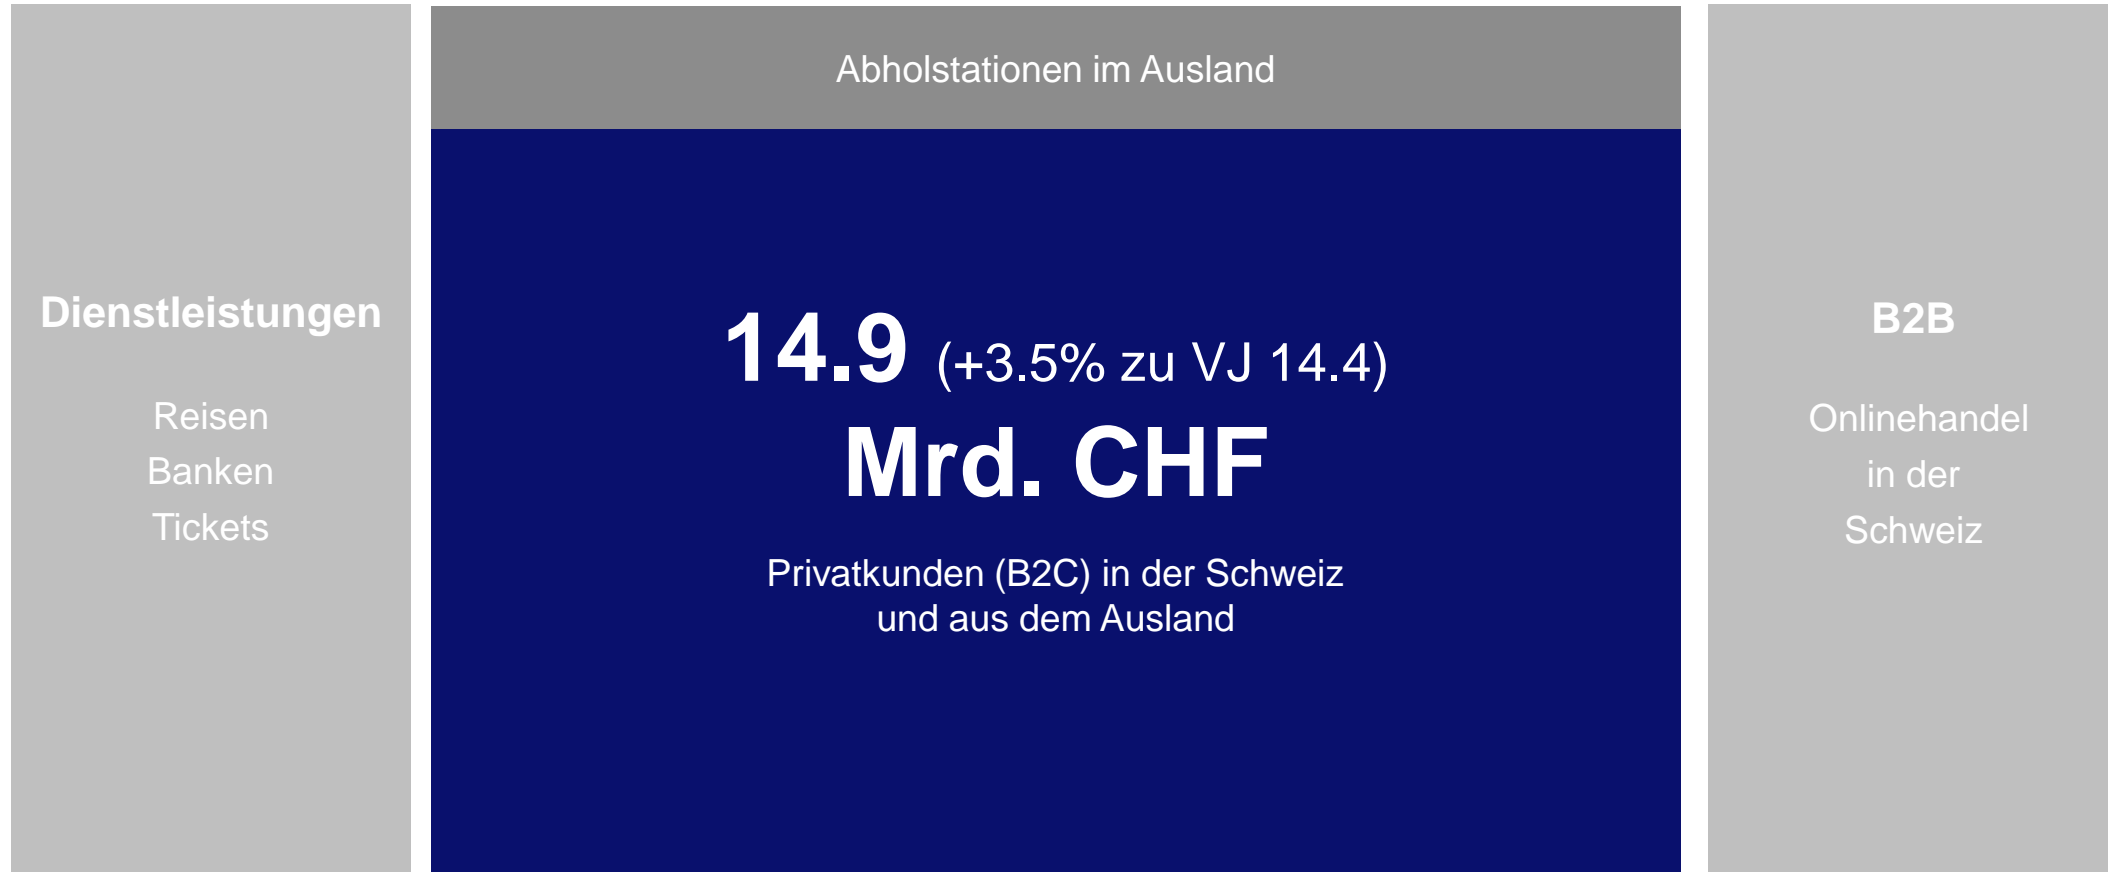 Abholstationen im Ausland
Dienstleistungen
Reisen
Banken
Tickets
14.9 (+3.5% zu VJ 14.4)
Mrd. CHF
Privatkunden (B2C) in der Schweiz
und aus dem Ausland
B2B
Onlinehandel
in der
Schweiz